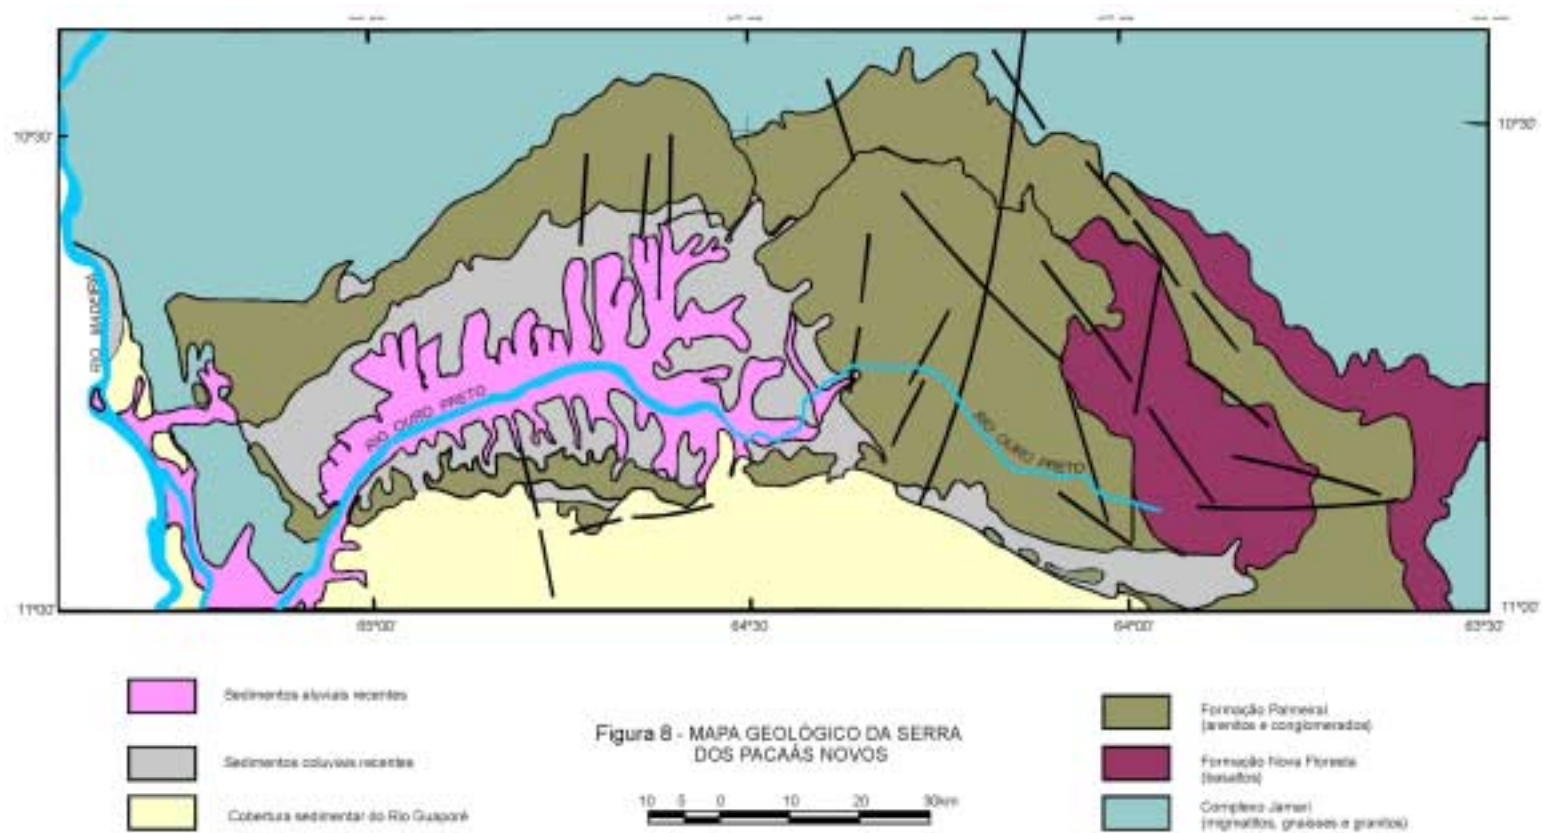 10°30'
10°30'
RIO MADEIRA
RIO OURO PRETO
RIO OURO PRETO
11°00'
11°00'
65°00'
64°30'
64°00'
63°30'
Sedimentos aluviais recentes
Sedimentos coluviais recentes
Cobertura sedimentar do Rio Guaporé
Figura 8 - MAPA GEOLÓGICO DA SERRA
DOS PACAÁS NOVOS
10 5 0 10 20 30km
Formação Palmeiral
(arenitos e conglomerados)
Formação Nova Floresta
(basaltos)
Complexo Jamari
(migmatitos, gnaisses e granitos)